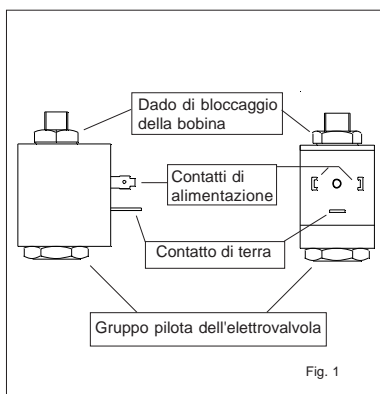 Dado di bloccaggio
della bobina
Contatti di
alimentazione
Contatto di terra
Gruppo pilota dell'elettrovalvola
Fig. 1